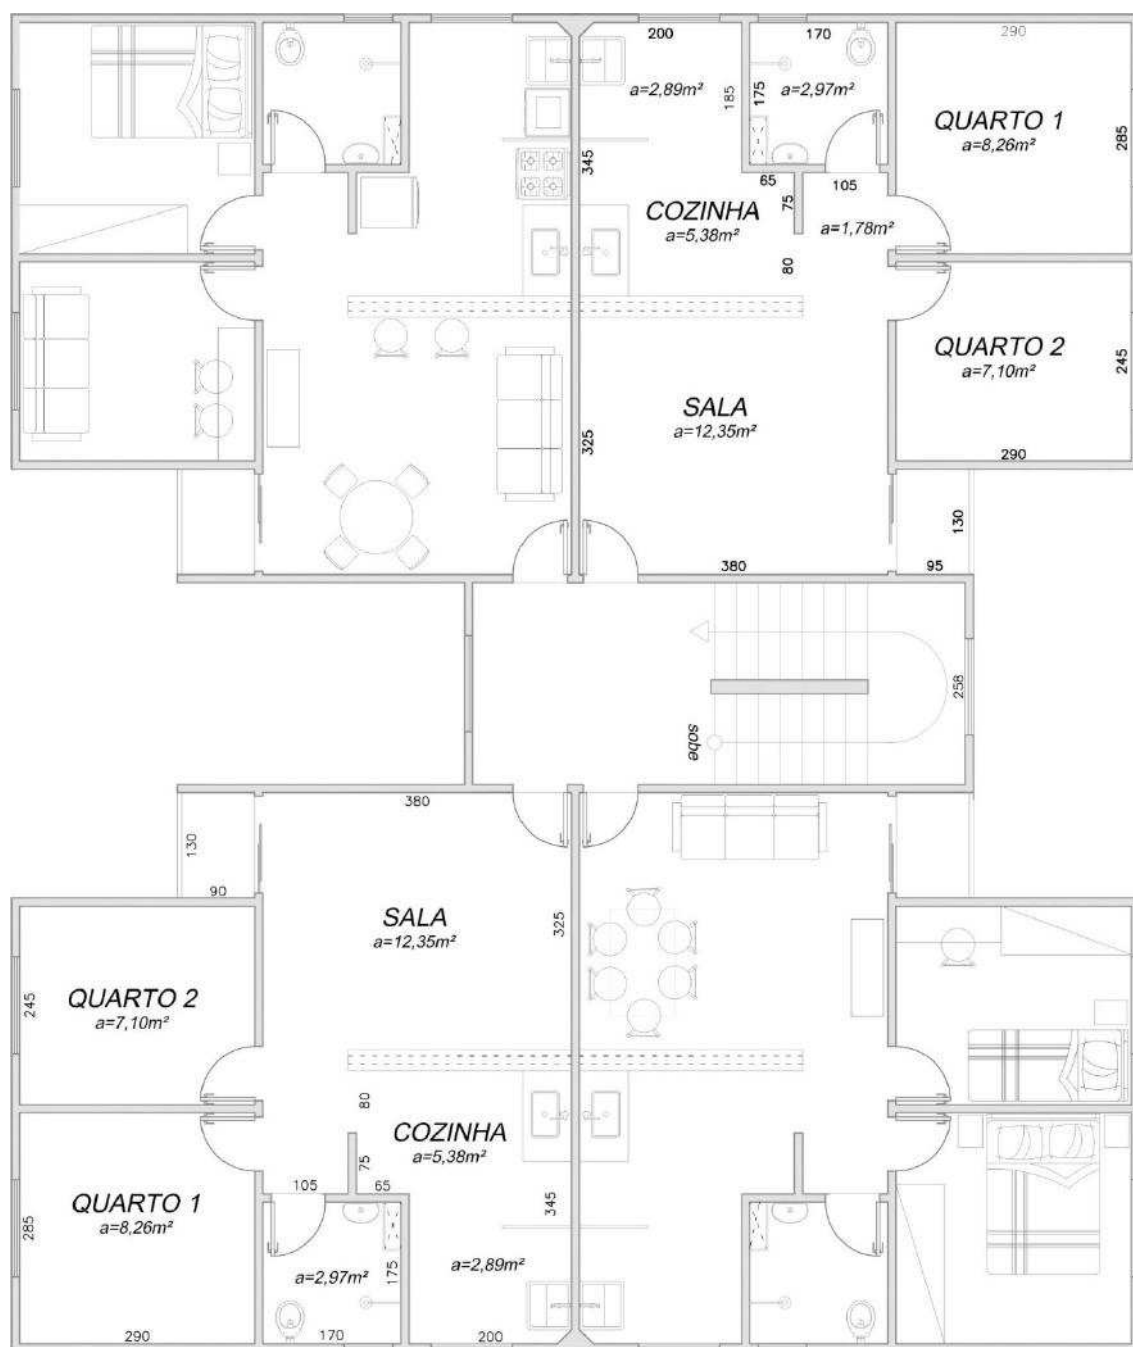 200
170
290
a=2,89m²
185
175
a=2,97m²
QUARTO 1
a=8,26m²
285
345
65
105
75
COZINHA
a=5,38m²
a=1,78m²
80
QUARTO 2
a=7,10m²
245
SALA
a=12,35m²
325
290
130
380
95
258
sobe
380
130
90
SALA
a=12,35m²
325
QUARTO 2
a=7,10m²
245
80
COZINHA
a=5,38m²
75
105
65
QUARTO 1
a=8,26m²
285
345
a=2,97m²
175
a=2,89m²
290
170
200